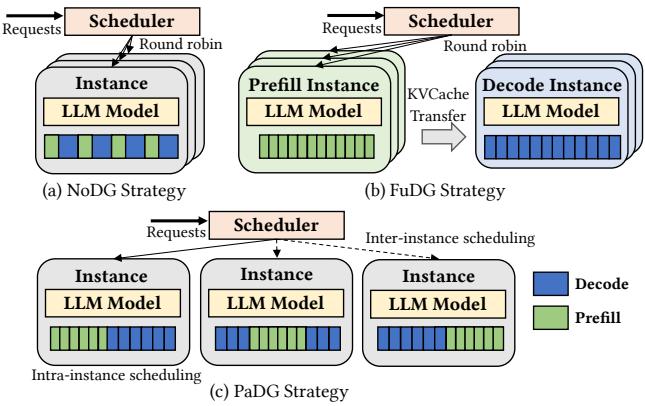 Scheduler
Requests
Round robin
Instance
LLM Model
(a) NoDG Strategy
Scheduler
Requests
Round robin
Prefill Instance
LLM Model
KVCache
Transfer
Decode Instance
LLM Model
(b) FuDG Strategy
Scheduler
Requests
Inter-instance scheduling
Instance
LLM Model
Instance
LLM Model
Instance
LLM Model
Decode
Prefill
Intra-instance scheduling
(c) PaDG Strategy